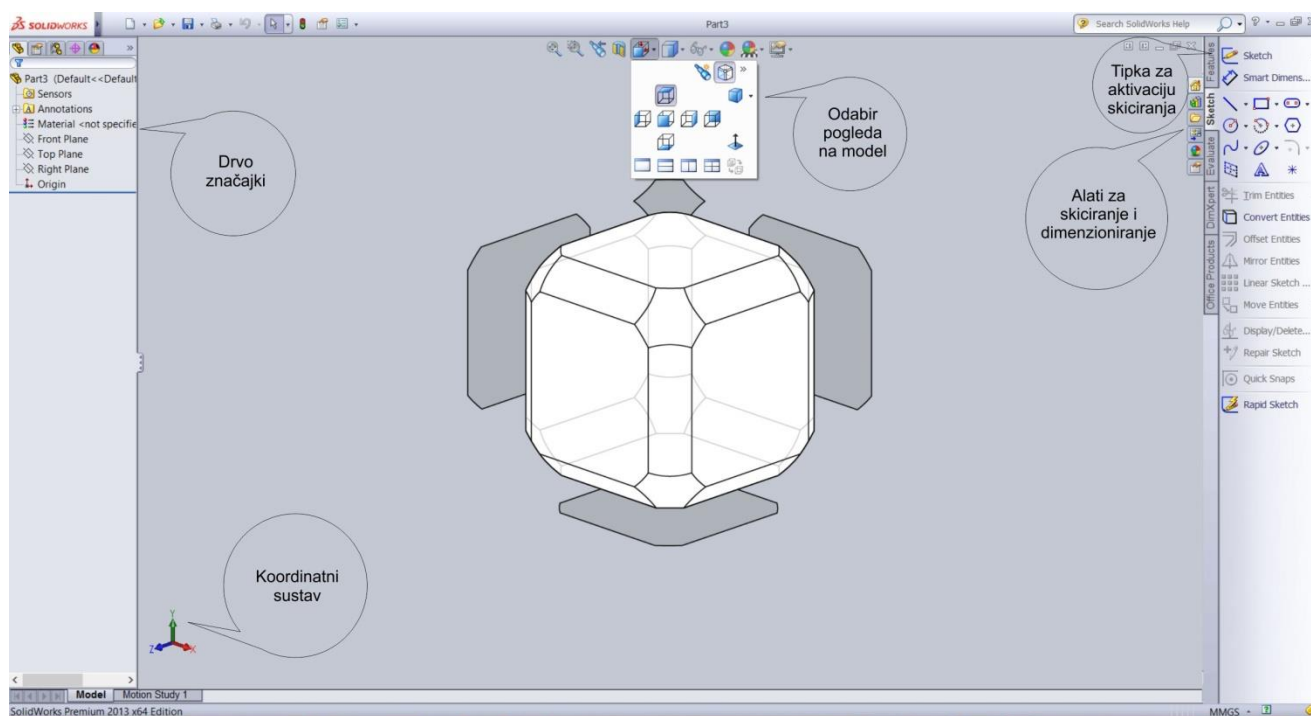 SOLIDWORKS
Part3
Search SolidWorks Help
Part3 (Default<<Default
Sensors
Annotations
Material <not specifie
Front Plane
Top Plane
Right Plane
Origin
Drvo
značajki
Odabir
pogleda
na model
Tipka za
aktivaciju
skiciranja
Alati za
skiciranje i
dimenzioniranje
Koordinatni
sustav
Y
Z
X
Features
Sketch
Evaluate
DimXpert
Office Products
Sketch
Smart Dimens...
Trim Entities
Convert Entities
Offset Entities
Mirror Entities
Linear Sketch ...
Move Entities
Display/Delete...
Repair Sketch
Quick Snaps
Rapid Sketch
Model
Motion Study 1
SolidWorks Premium 2013 x64 Edition
MMGS